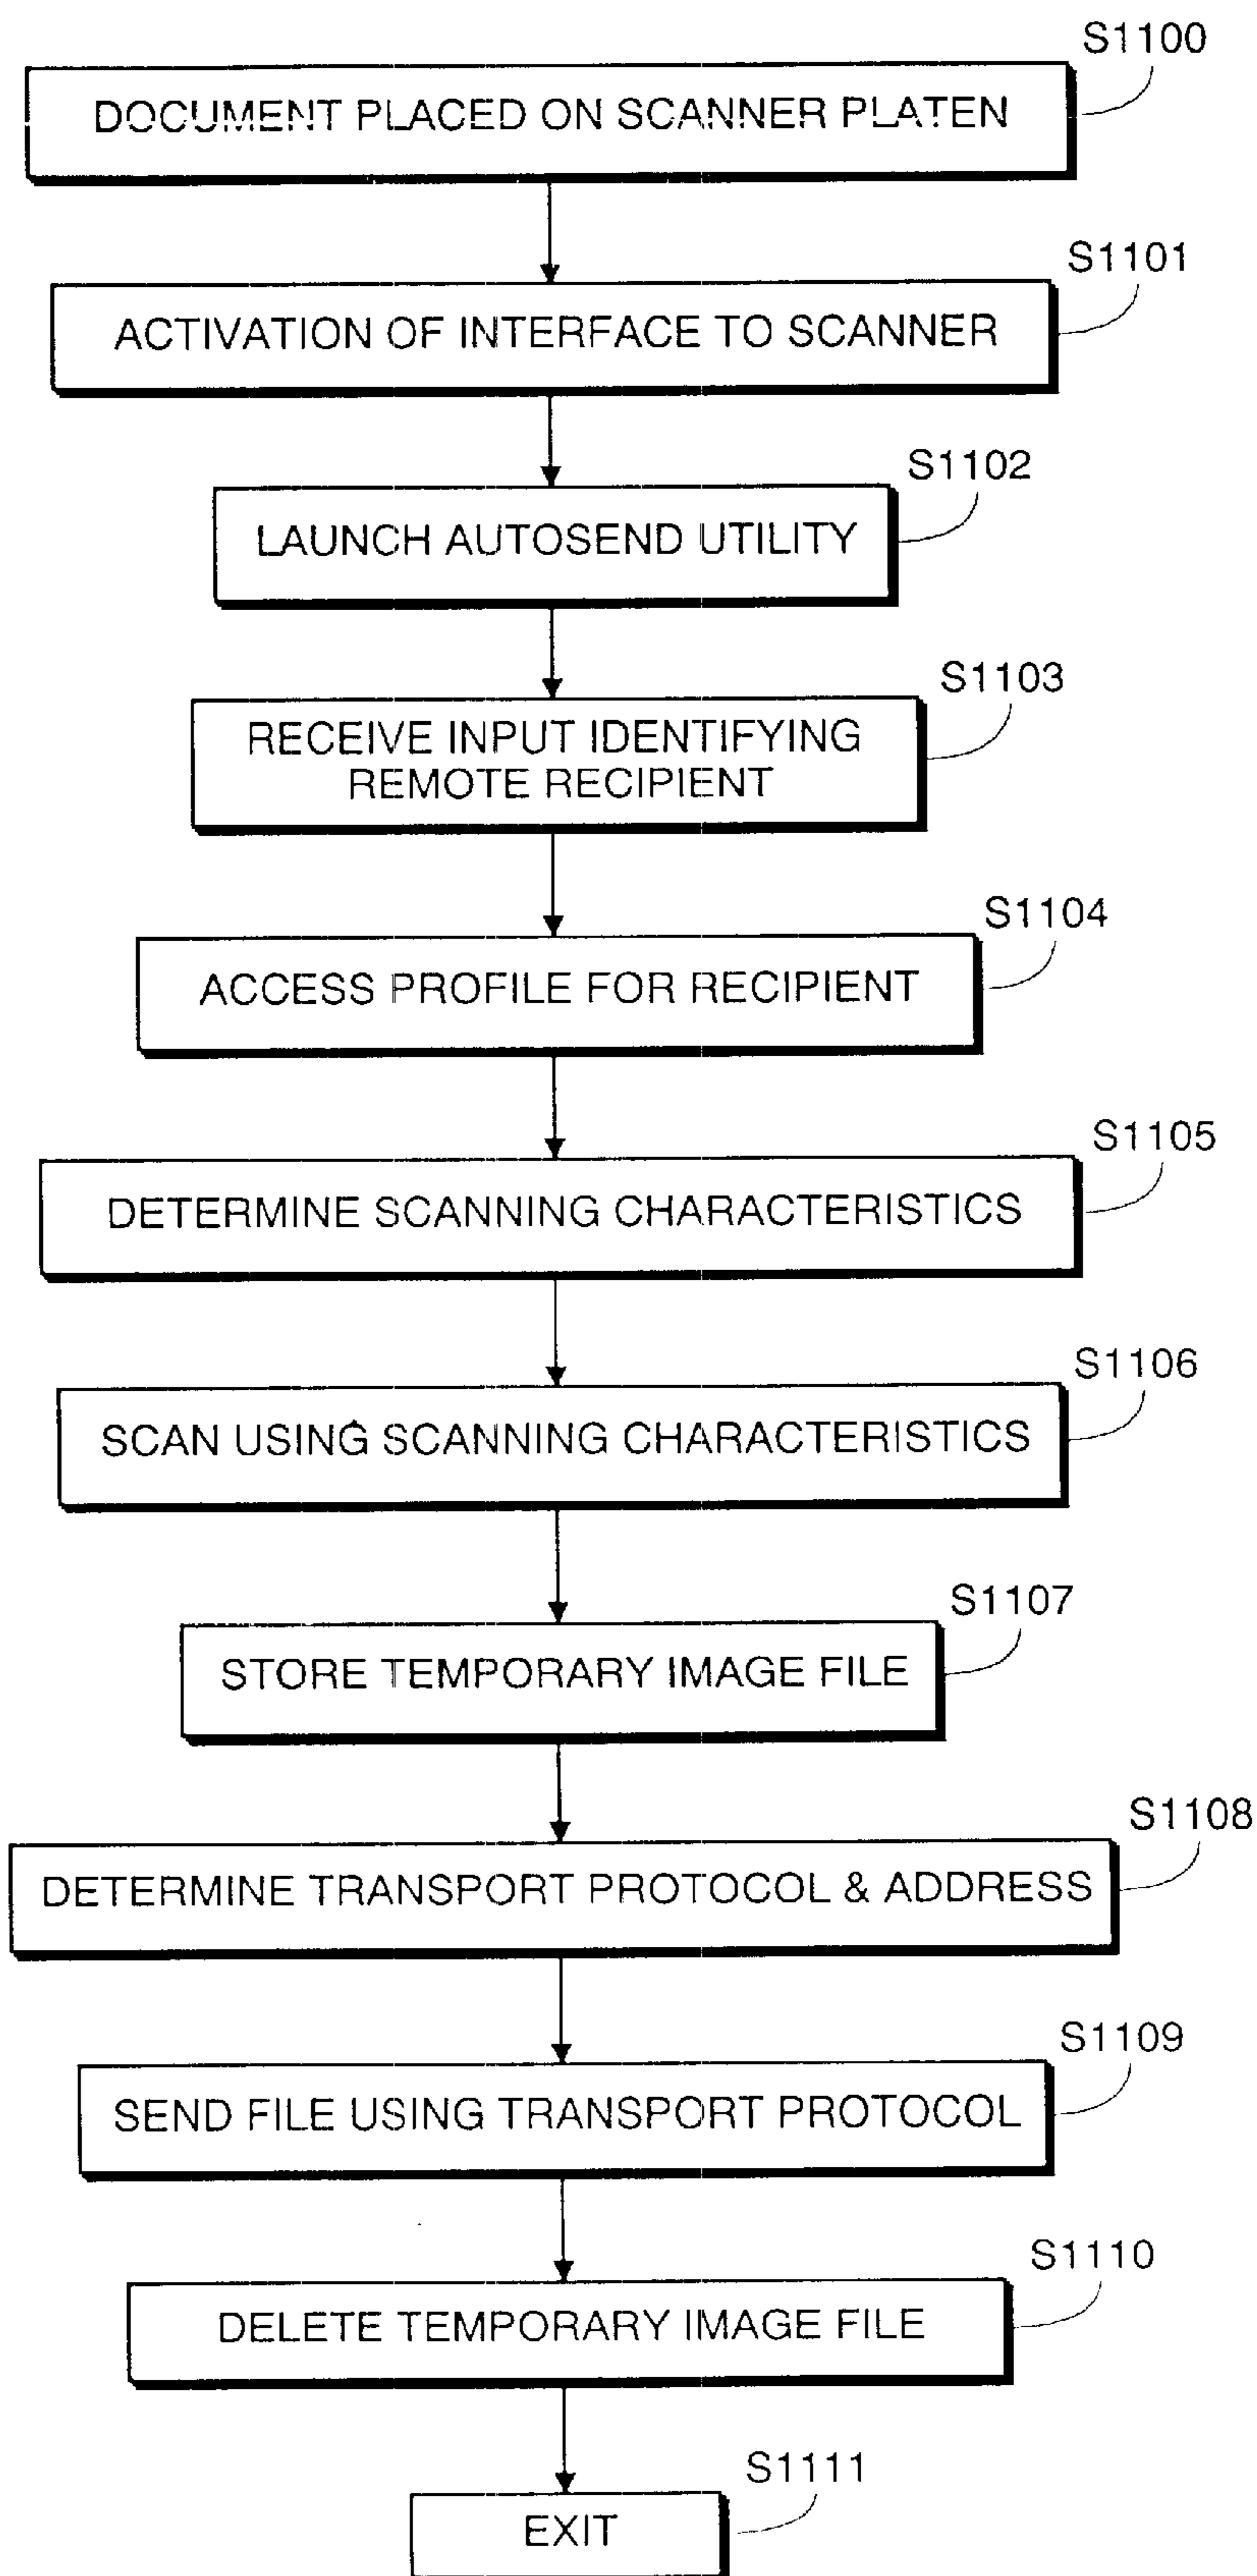 S1100
DOCUMENT PLACED ON SCANNER PLATEN
S1101
ACTIVATION OF INTERFACE TO SCANNER
S1102
LAUNCH AUTOSEND UTILITY
S1103
RECEIVE INPUT IDENTIFYING
REMOTE RECIPIENT
S1104
ACCESS PROFILE FOR RECIPIENT
S1105
DETERMINE SCANNING CHARACTERISTICS
S1106
SCAN USING SCANNING CHARACTERISTICS
S1107
STORE TEMPORARY IMAGE FILE
S1108
DETERMINE TRANSPORT PROTOCOL & ADDRESS
S1109
SEND FILE USING TRANSPORT PROTOCOL
S1110
DELETE TEMPORARY IMAGE FILE
S1111
EXIT